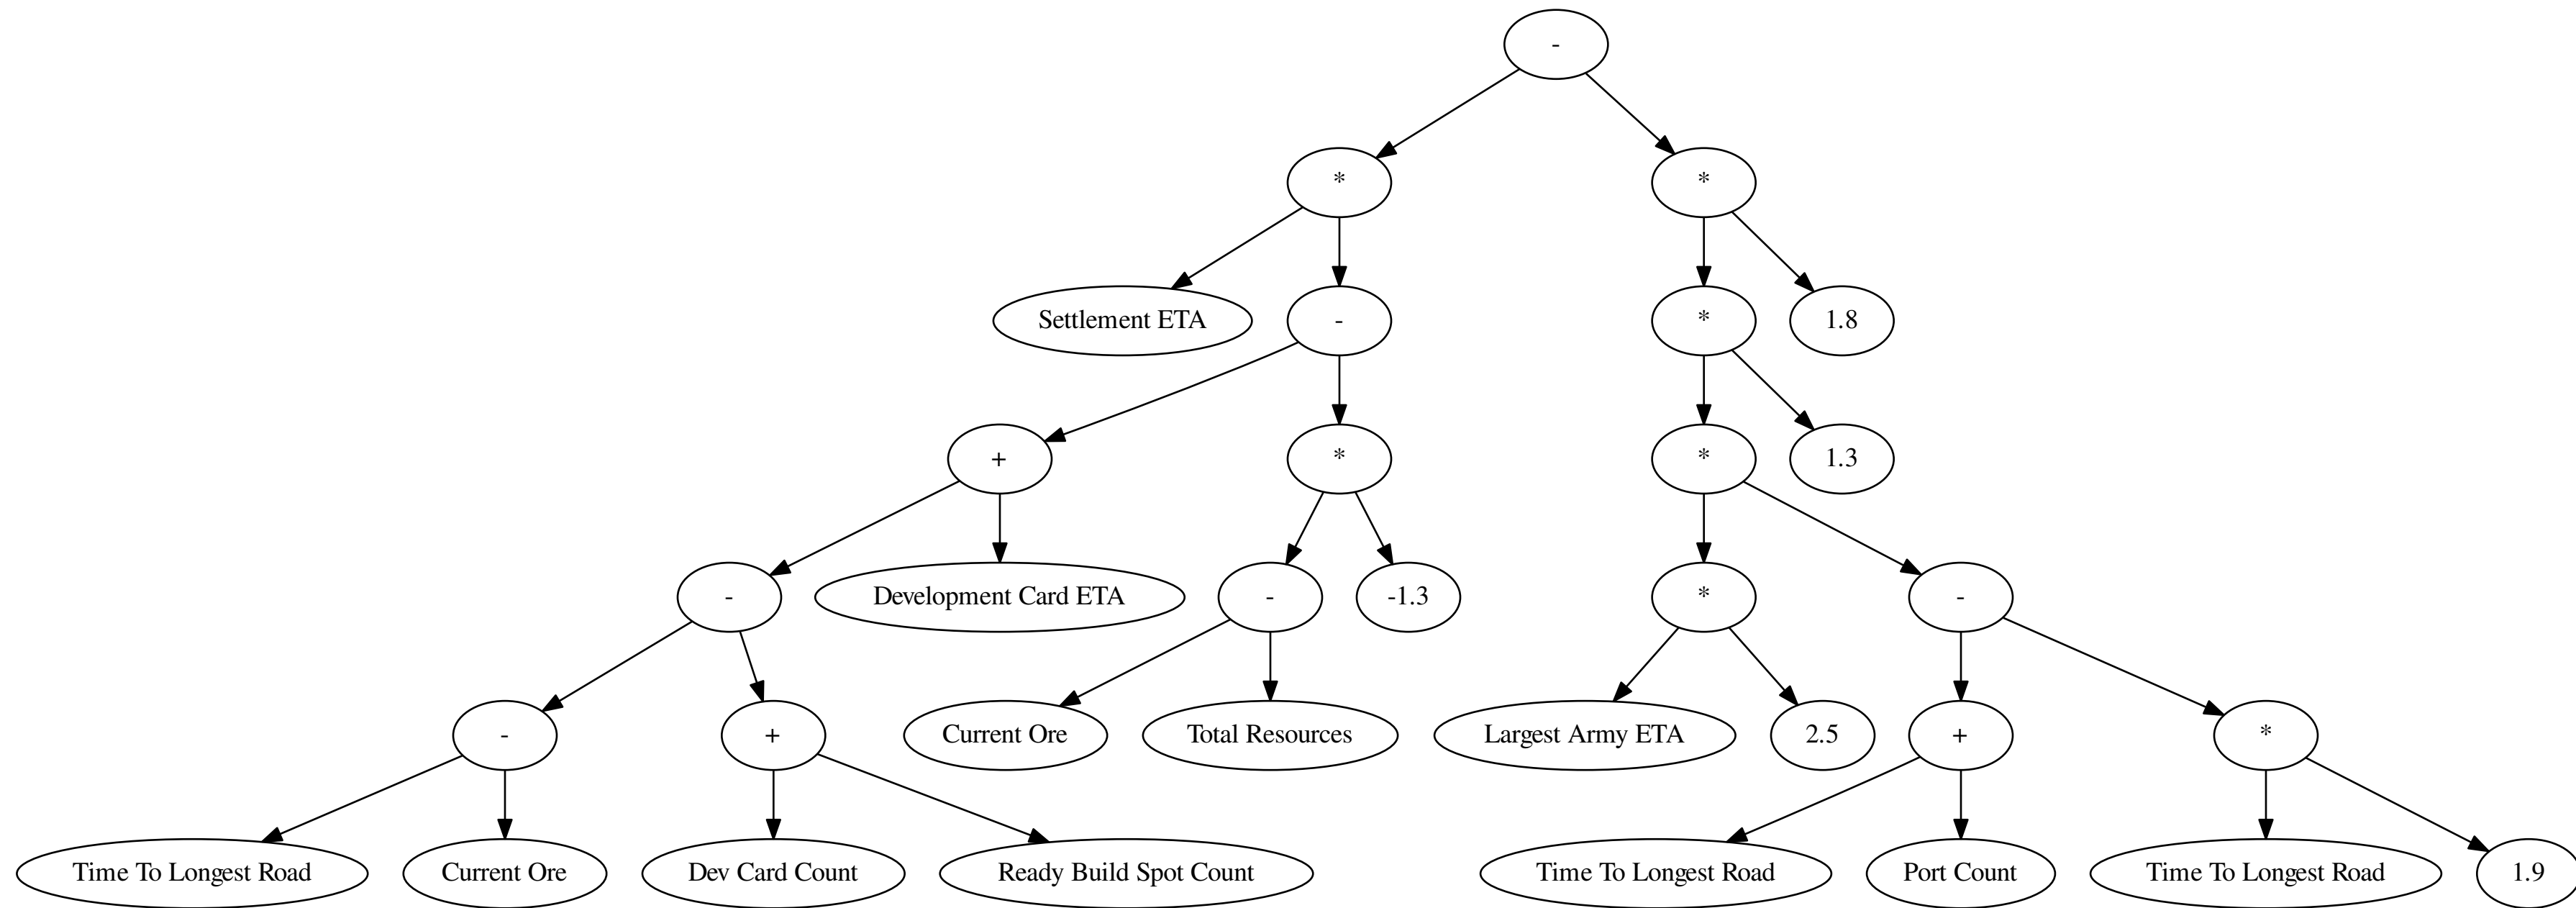 -
*
*
Settlement ETA
-
*
1.8
+
*
*
1.3
-
Development Card ETA
-
-1.3
*
-
-
+
Current Ore
Total Resources
Largest Army ETA
2.5
+
*
Time To Longest Road
Current Ore
Dev Card Count
Ready Build Spot Count
Time To Longest Road
Port Count
Time To Longest Road
1.9